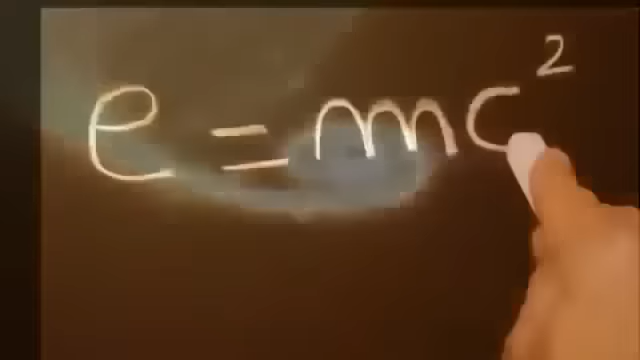 e = mc²